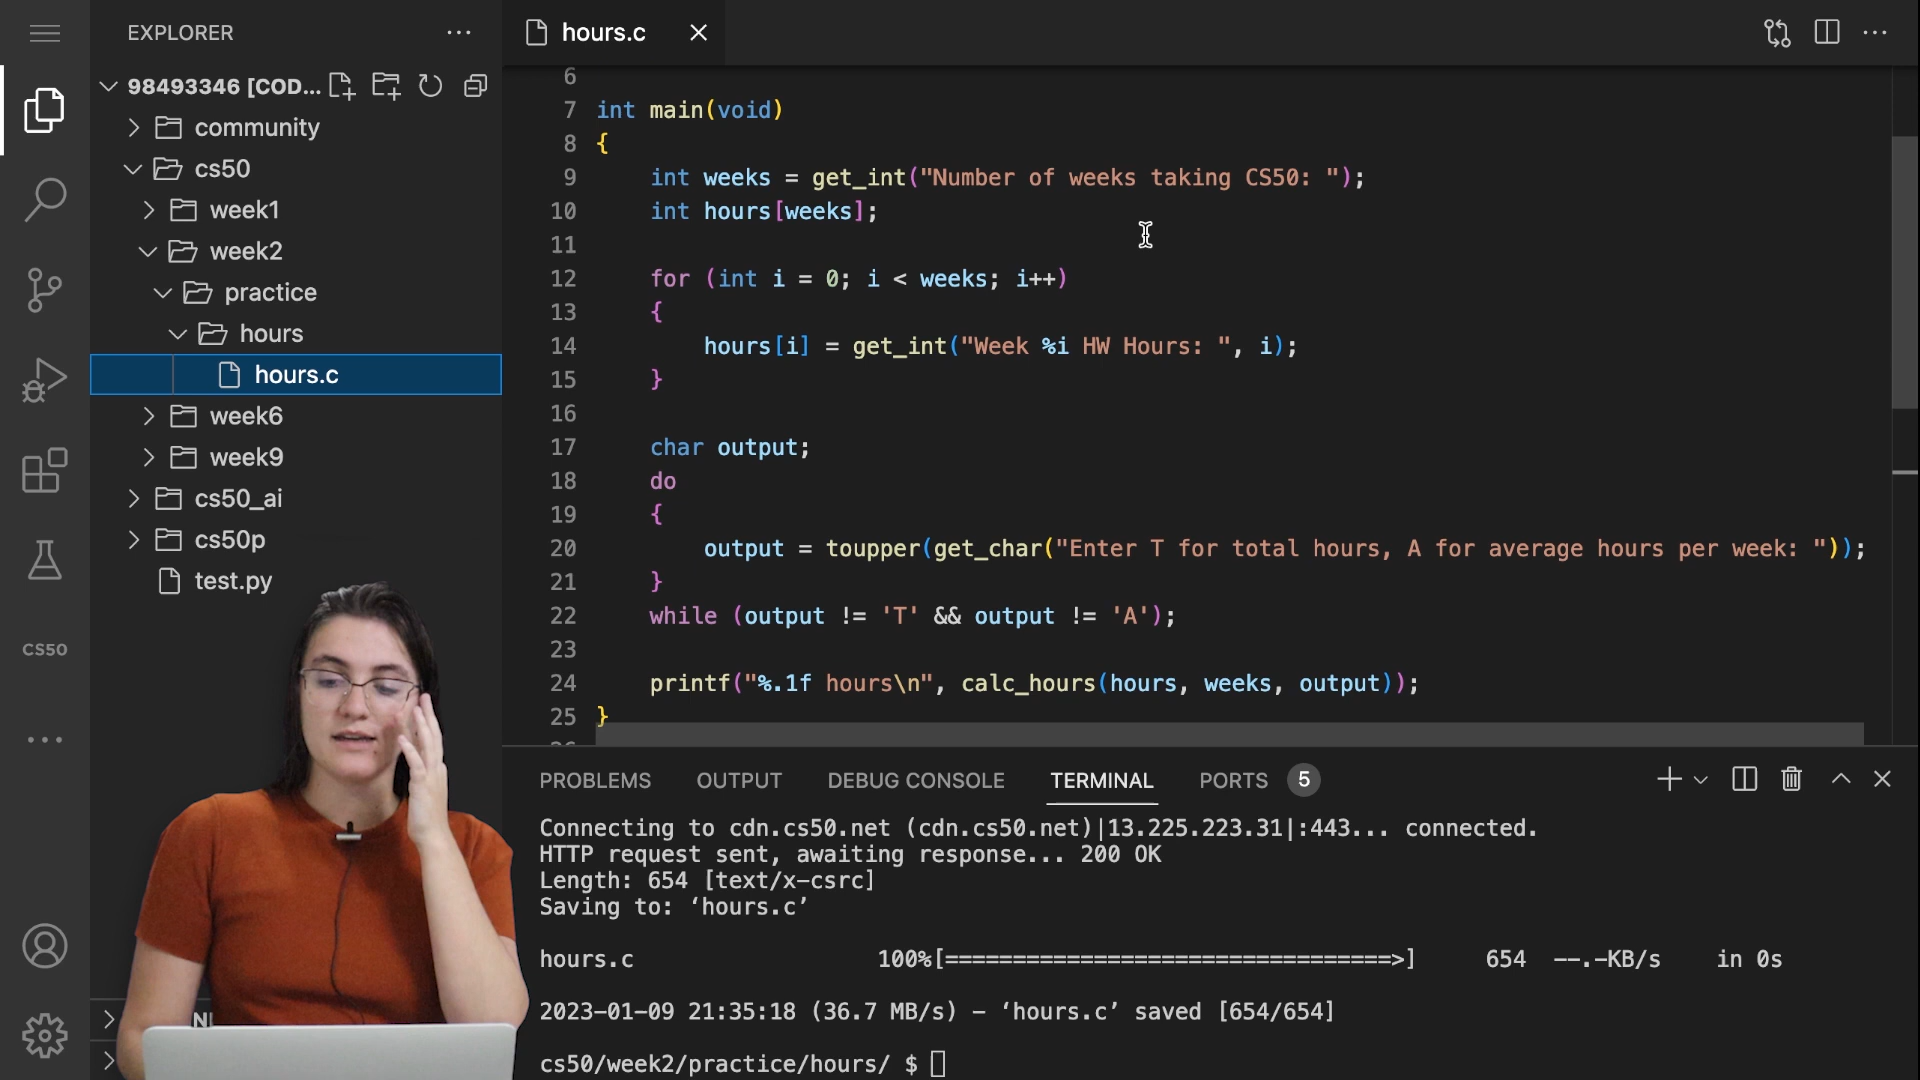 EXPLORER
hours.c
98493346 [COD...
community
cs50
week1
week2
practice
hours
hours.c
week6
week9
cs50_ai
cs50p
test.py
CS50
6
7 int main(void)
8 {
9 int weeks = get_int("Number of weeks taking CS50: ");
10 int hours[weeks];
11
12 for (int i = 0; i < weeks; i++)
13 {
14 hours[i] = get_int("Week %i HW Hours: ", i);
15 }
16
17 char output;
18 do
19 {
20 output = toupper(get_char("Enter T for total hours, A for average hours per week: "));
21 }
22 while (output != 'T' && output != 'A');
23
24 printf("%.1f hours\n", calc_hours(hours, weeks, output));
25 }
PROBLEMS OUTPUT DEBUG CONSOLE TERMINAL PORTS 5
Connecting to cdn.cs50.net (cdn.cs50.net)|13.225.223.31|:443... connected.
HTTP request sent, awaiting response... 200 OK
Length: 654 [text/x-csrc]
Saving to: ‘hours.c’
hours.c 100%[=================================>] 654 --.-KB/s in 0s
2023-01-09 21:35:18 (36.7 MB/s) - ‘hours.c’ saved [654/654]
cs50/week2/practice/hours/ $